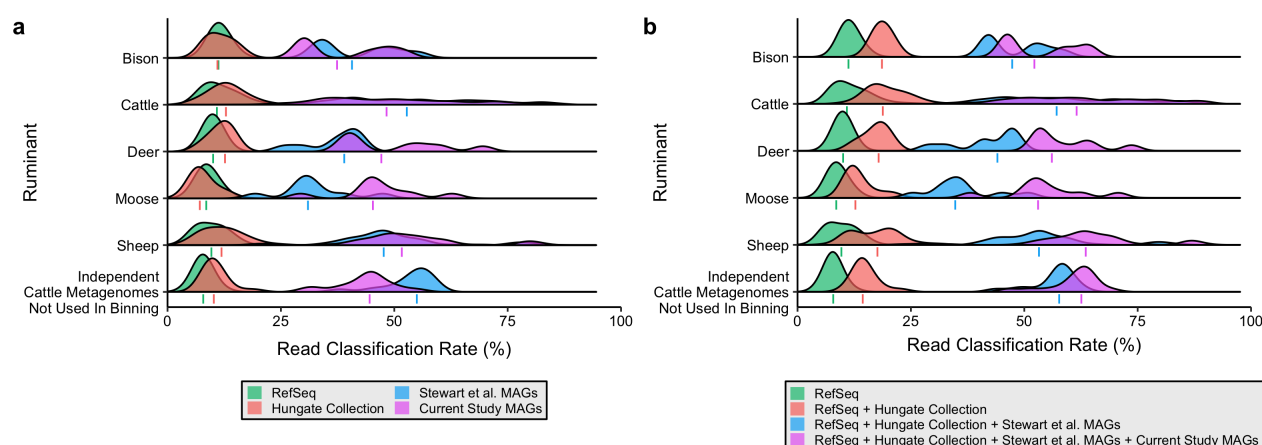 a
Ruminant
Bison
Cattle
Deer
Moose
Sheep
Independent
Cattle Metagenomes
Not Used In Binning
0 25 50 75 100
Read Classification Rate (%)
RefSeq
Hungate Collection
Stewart et al. MAGs
Current Study MAGs
b
Ruminant
Bison
Cattle
Deer
Moose
Sheep
Independent
Cattle Metagenomes
Not Used In Binning
0 25 50 75 100
Read Classification Rate (%)
RefSeq
RefSeq + Hungate Collection
RefSeq + Hungate Collection + Stewart et al. MAGs
RefSeq + Hungate Collection + Stewart et al. MAGs + Current Study MAGs